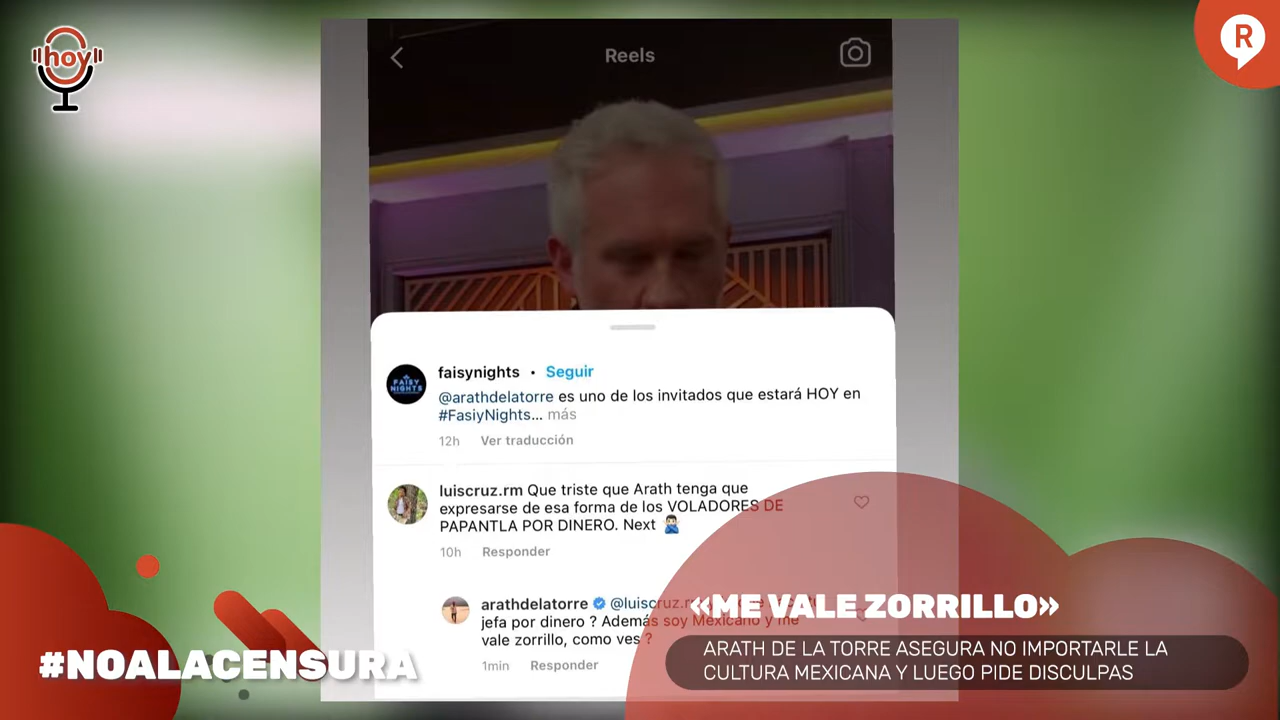 hoy
R
Reels
FAISY
NIGHTS
faisynights • Seguir
@arathdelatorre es uno de los invitados que estará HOY en
#FasiyNights... más
12h Ver traducción
luiscruz.rm Que triste que Arath tenga que
expresarse de esa forma de los VOLADORES DE
PAPANTLA POR DINERO. Next
10h Responder
arathdelatorre @luiscruz.r
jefa por dinero ? Además soy Mexicano y me
vale zorrillo, como ves ?
1min Responder
«ME VALE ZORRILLO»
ARATH DE LA TORRE ASEGURA NO IMPORTARLE LA
CULTURA MEXICANA Y LUEGO PIDE DISCULPAS
#NOALACENSURA